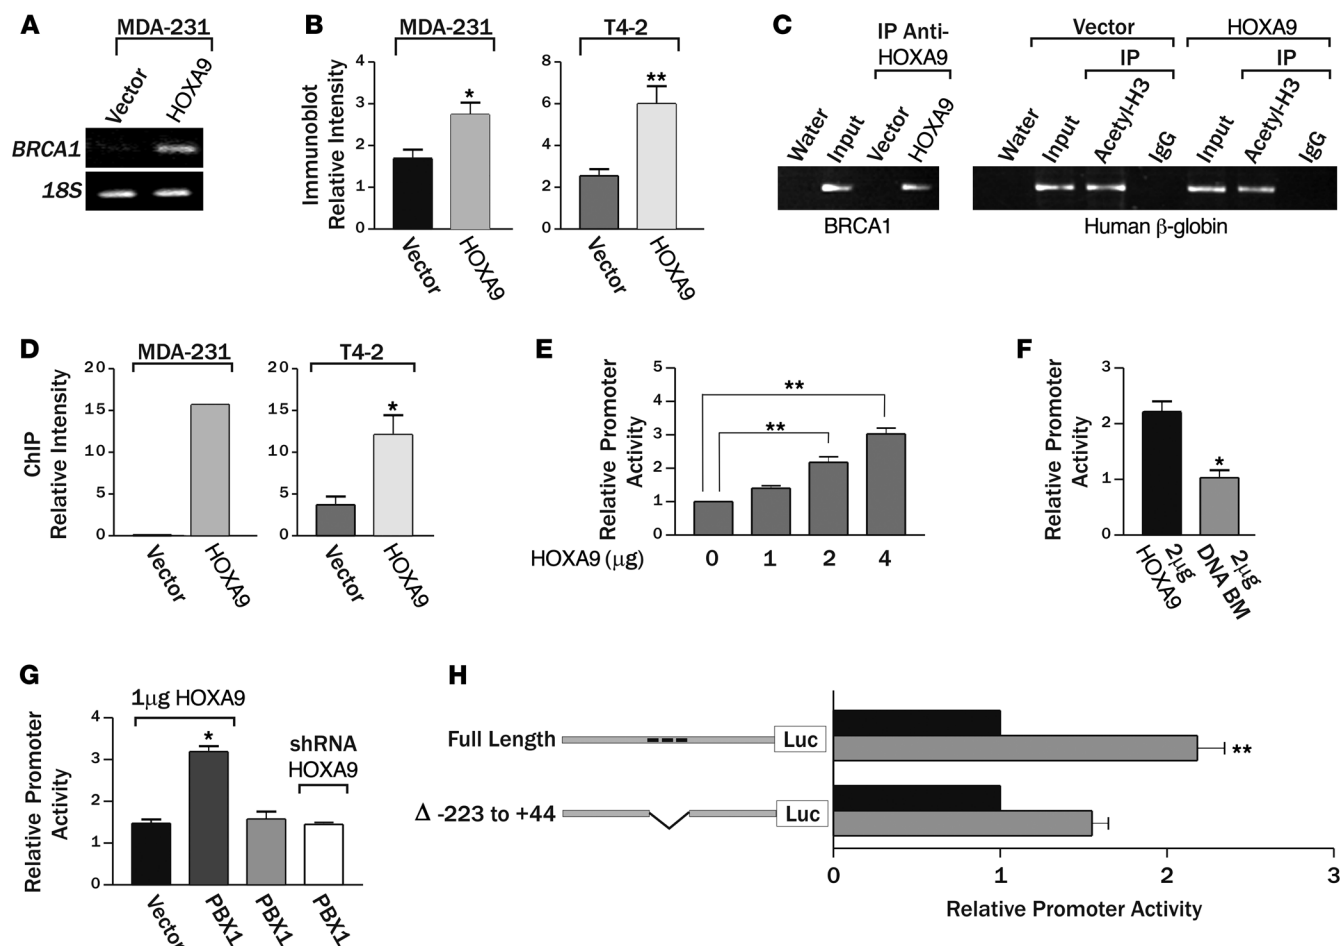 A
MDA-231
Vector
HOXA9
BRCA1
18S
B
MDA-231
T4-2
Immunoblot
Relative Intensity
4
3
2
1
0
*
Vector
HOXA9
8
6
4
2
0
**
Vector
HOXA9
C
IP Anti-
HOXA9
Water
Input
Vector
HOXA9
BRCA1
Vector
HOXA9
IP
IP
Water
Input
Acetyl-H3
IgG
Input
Acetyl-H3
IgG
Human β-globin
D
MDA-231
T4-2
ChIP
Relative Intensity
20
15
10
5
0
Vector
HOXA9
20
15
10
5
0
*
Vector
HOXA9
E
Relative Promoter
Activity
5
4
3
2
1
0
**
**
HOXA9 (μg)
0
1
2
4
F
Relative Promoter
Activity
3
2
1
0
*
2μg
HOXA9
2μg
DNA BM
G
1μg HOXA9
shRNA
HOXA9
Relative Promoter
Activity
4
3
2
1
0
*
Vector
PBX1
PBX1
PBX1
H
Full Length
Luc
**
Δ -223 to +44
Luc
0
1
2
3
Relative Promoter Activity